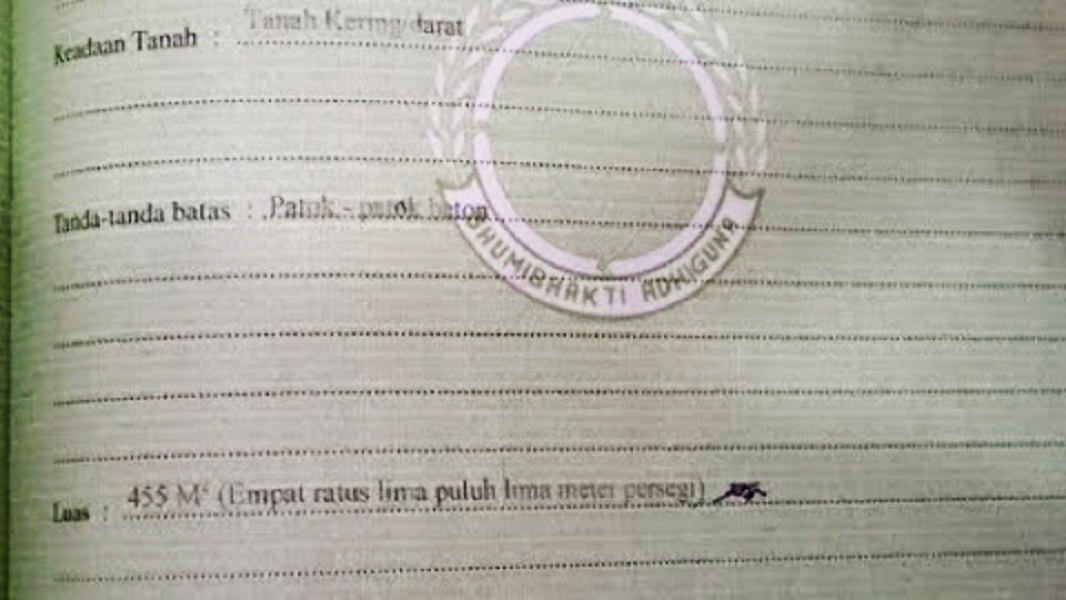 Keadaan Tanah : Tanah Kering/darat
Tanda-tanda batas : Patok - patok beton
BHUMIBHAKTI ADHIGUNA
Luas : 455 M² (Empat ratus lima puluh lima meter persegi)